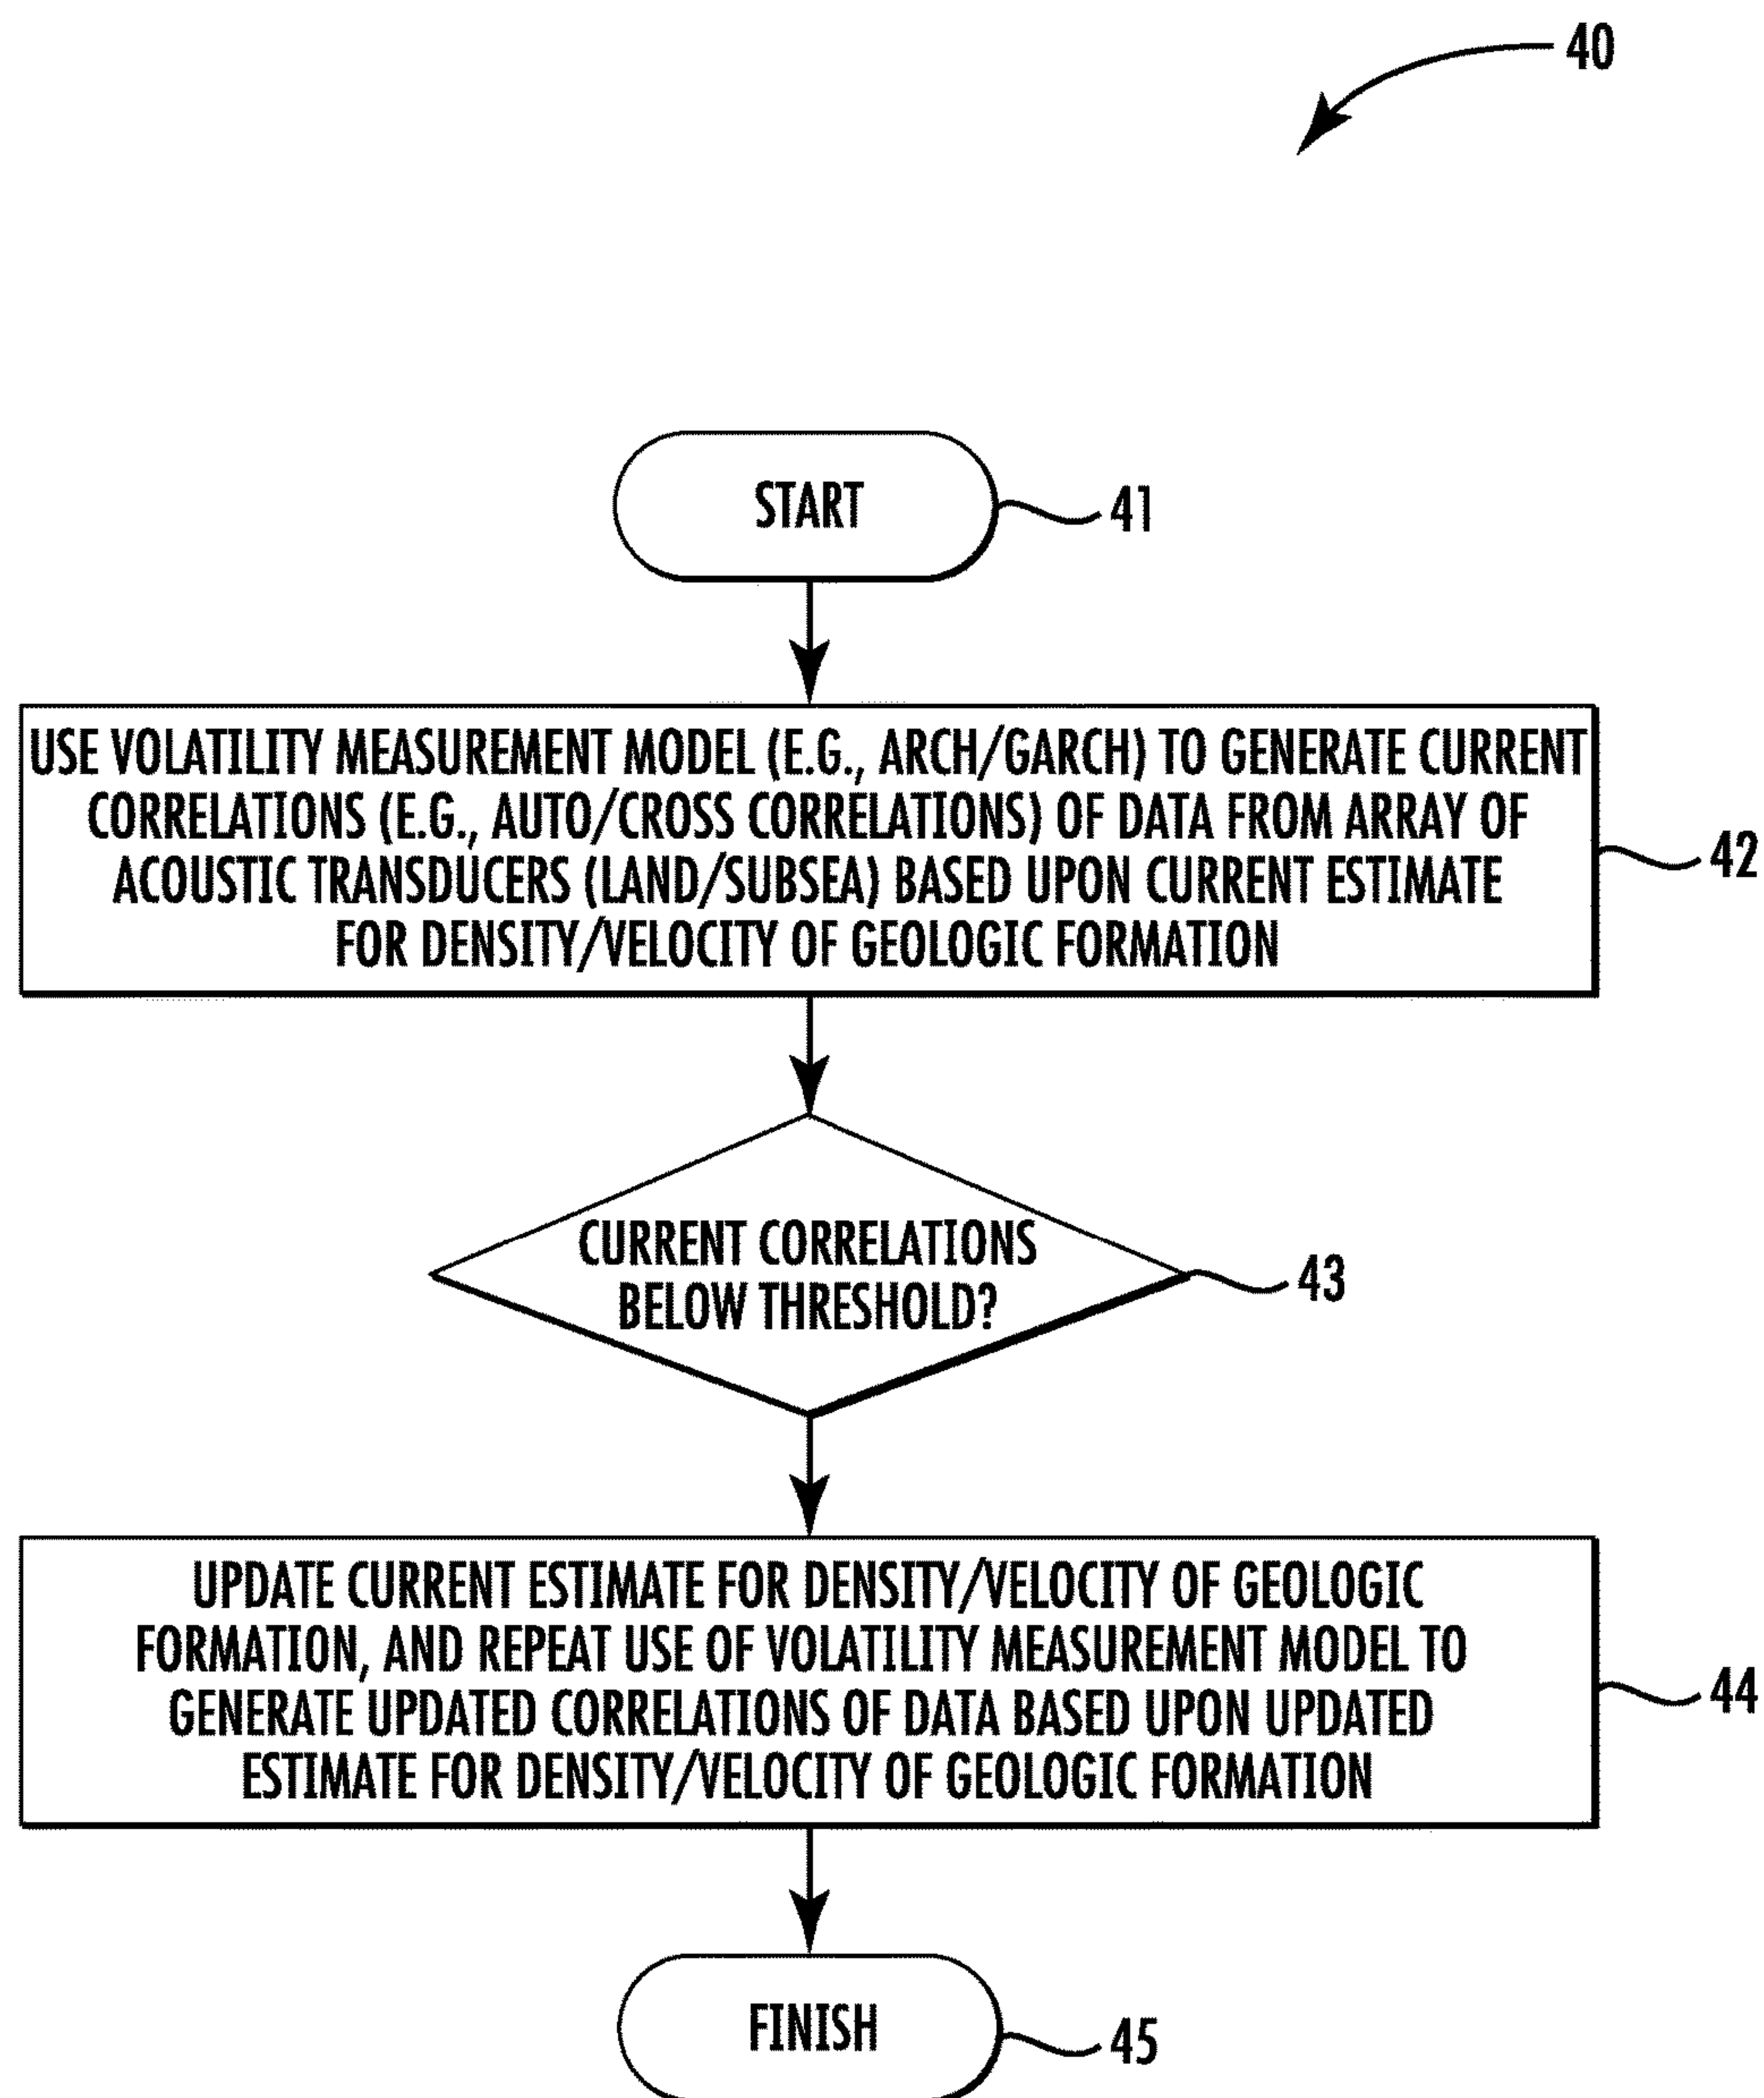 40
START
41
USE VOLATILITY MEASUREMENT MODEL (E.G., ARCH/GARCH) TO GENERATE CURRENT
CORRELATIONS (E.G., AUTO/CROSS CORRELATIONS) OF DATA FROM ARRAY OF
ACOUSTIC TRANSDUCERS (LAND/SUBSEA) BASED UPON CURRENT ESTIMATE
FOR DENSITY/VELOCITY OF GEOLOGIC FORMATION
42
CURRENT CORRELATIONS
BELOW THRESHOLD?
43
UPDATE CURRENT ESTIMATE FOR DENSITY/VELOCITY OF GEOLOGIC
FORMATION, AND REPEAT USE OF VOLATILITY MEASUREMENT MODEL TO
GENERATE UPDATED CORRELATIONS OF DATA BASED UPON UPDATED
ESTIMATE FOR DENSITY/VELOCITY OF GEOLOGIC FORMATION
44
FINISH
45